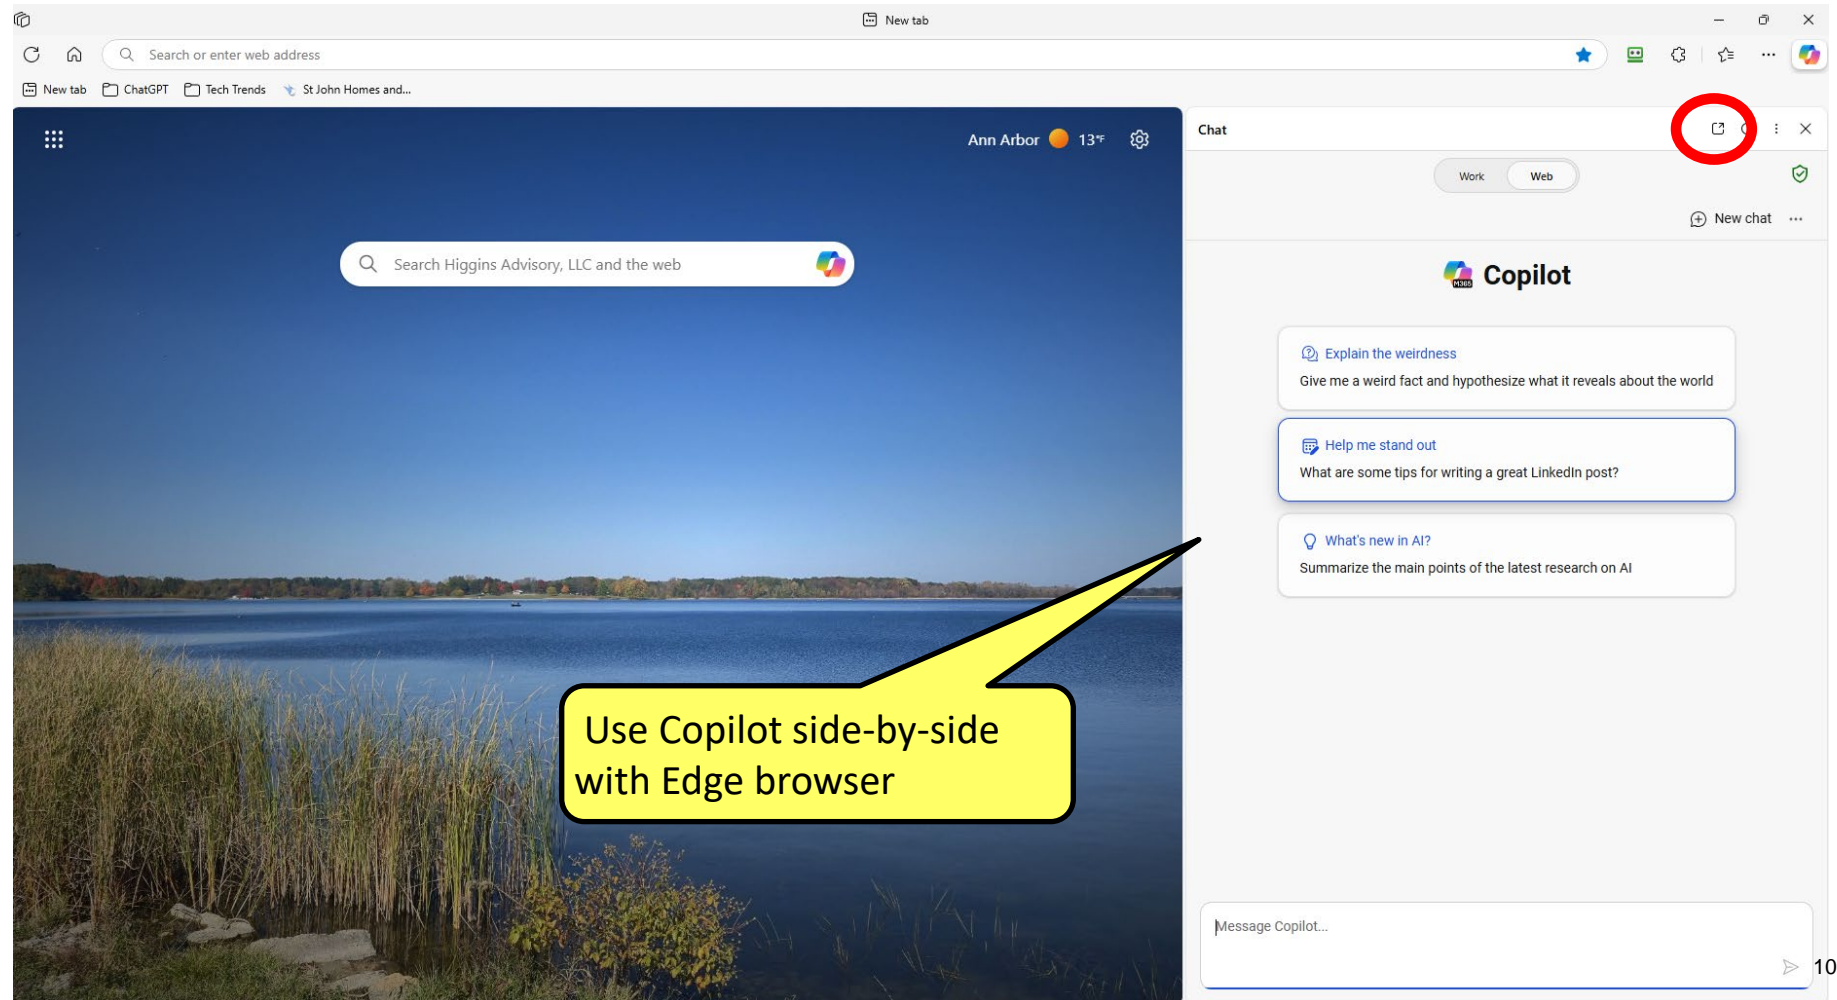 New tab
Search or enter web address
New tab ChatGPT Tech Trends St John Homes and...
Ann Arbor 13°F
Search Higgins Advisory, LLC and the web
Chat
Work Web
New chat
M365 Copilot
Explain the weirdness
Give me a weird fact and hypothesize what it reveals about the world
Help me stand out
What are some tips for writing a great LinkedIn post?
What's new in AI?
Summarize the main points of the latest research on AI
Use Copilot side-by-side
with Edge browser
Message Copilot...
10